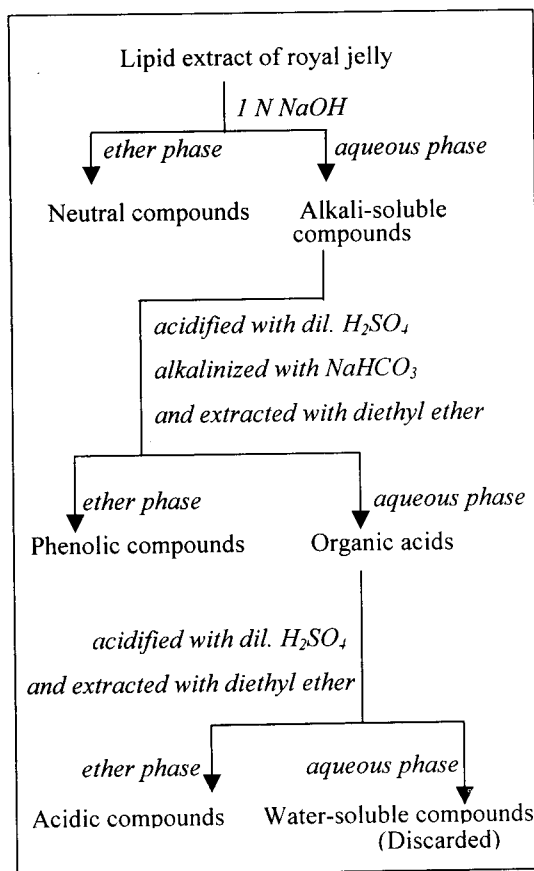 Lipid extract of royal jelly
1 N NaOH
ether phase
aqueous phase
Neutral compounds
Alkali-soluble
compounds
acidified with dil. H₂SO₄
alkalinized with NaHCO₃
and extracted with diethyl ether
ether phase
aqueous phase
Phenolic compounds
Organic acids
acidified with dil. H₂SO₄
and extracted with diethyl ether
ether phase
aqueous phase
Acidic compounds
Water-soluble compounds
(Discarded)